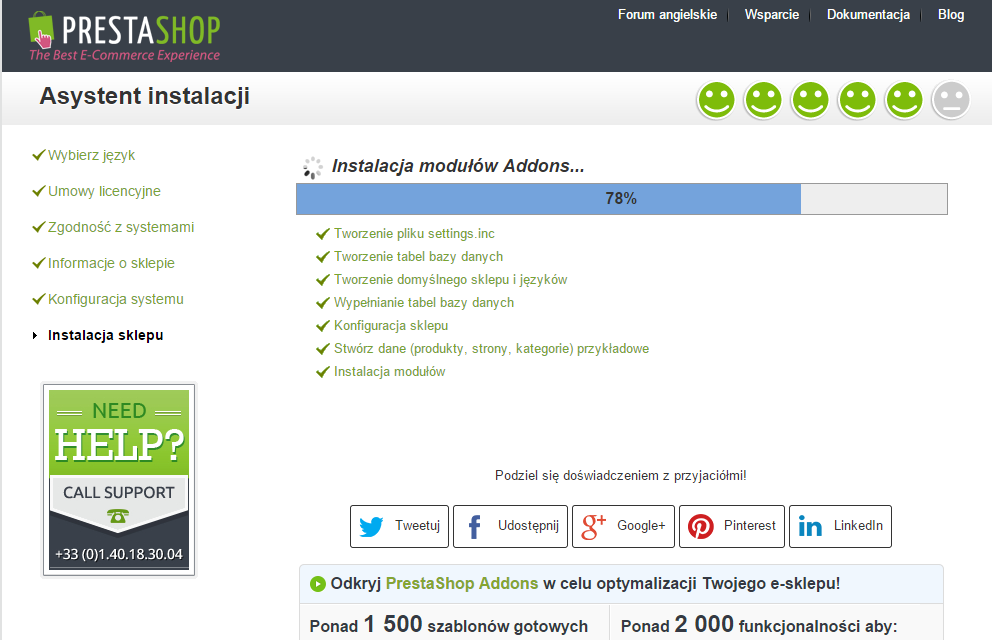 PRESTASHOP
The Best E-Commerce Experience
Forum angielskie
Wsparcie
Dokumentacja
Blog
Asystent instalacji
Wybierz język
Umowy licencyjne
Zgodność z systemami
Informacje o sklepie
Konfiguracja systemu
Instalacja sklepu
NEED
HELP?
CALL SUPPORT
+33 (0)1.40.18.30.04
Instalacja modułów Addons...
78%
Tworzenie pliku settings.inc
Tworzenie tabel bazy danych
Tworzenie domyślnego sklepu i języków
Wypełnianie tabel bazy danych
Konfiguracja sklepu
Stwórz dane (produkty, strony, kategorie) przykładowe
Instalacja modułów
Podziel się doświadczeniem z przyjaciółmi!
Tweetuj
Udostępnij
Google+
Pinterest
LinkedIn
Odkryj PrestaShop Addons w celu optymalizacji Twojego e-sklepu!
Ponad 1 500 szablonów gotowych
Ponad 2 000 funkcjonalności aby: